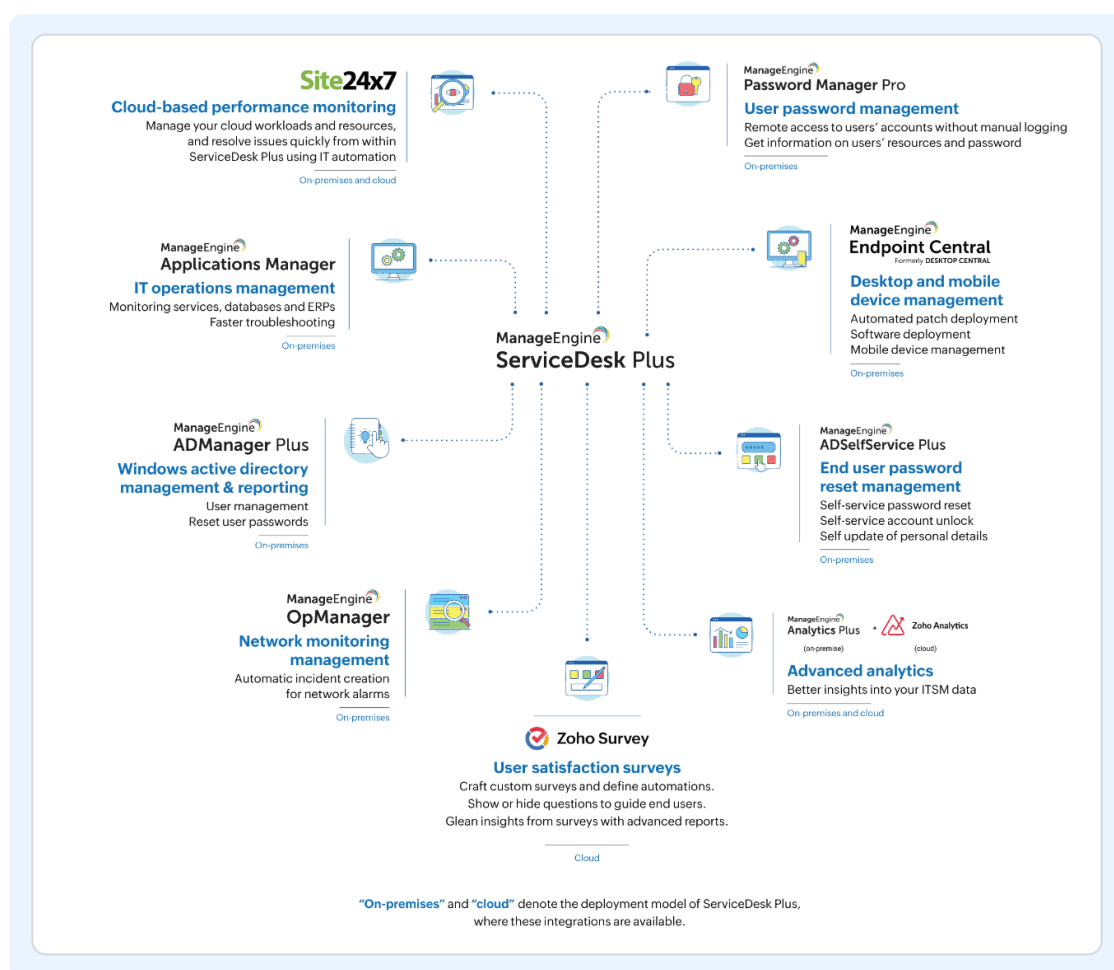 Site24x7
Cloud-based performance monitoring
Manage your cloud workloads and resources,
and resolve issues quickly from within
ServiceDesk Plus using IT automation
On-premises and cloud
ManageEngine
Password Manager Pro
User password management
Remote access to users' accounts without manual logging
Get information on users' resources and password
On-premises
ManageEngine
Applications Manager
IT operations management
Monitoring services, databases and ERPs
Faster troubleshooting
On-premises
ManageEngine
Endpoint Central
Formerly DESKTOP CENTRAL
Desktop and mobile
device management
Automated patch deployment
Software deployment
Mobile device management
On-premises
ManageEngine
ServiceDesk Plus
ManageEngine
ADManager Plus
Windows active directory
management & reporting
User management
Reset user passwords
On-premises
ManageEngine
ADSelfService Plus
End user password
reset management
Self-service password reset
Self-service account unlock
Self update of personal details
On-premises
ManageEngine
OpManager
Network monitoring
management
Automatic incident creation
for network alarms
On-premises
ManageEngine
Analytics Plus + Zoho Analytics
(on-premise) (cloud)
Advanced analytics
Better insights into your ITSM data
On-premises and cloud
Zoho Survey
User satisfaction surveys
Craft custom surveys and define automations.
Show or hide questions to guide end users.
Glean insights from surveys with advanced reports.
Cloud
“On-premises” and “cloud” denote the deployment model of ServiceDesk Plus,
where these integrations are available.